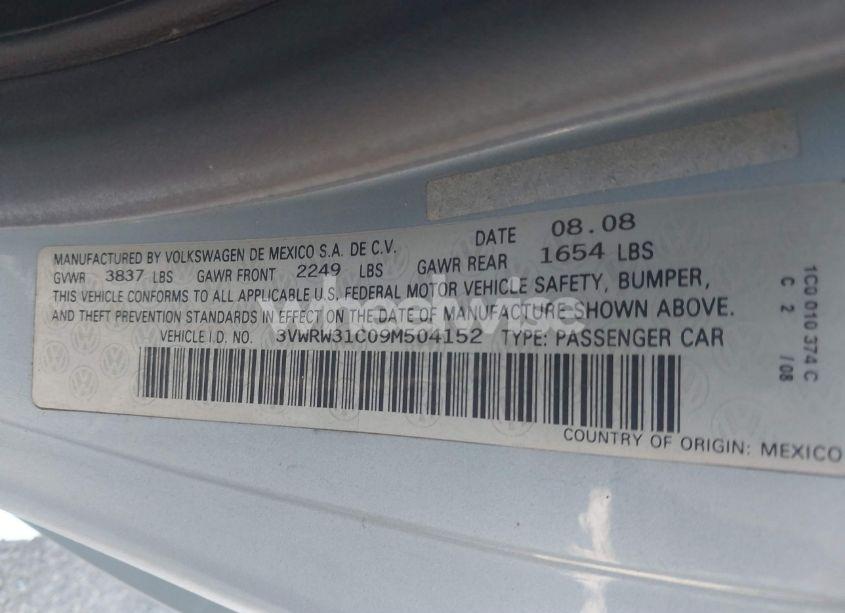 MANUFACTURED BY VOLKSWAGEN DE MEXICO S.A. DE C.V. DATE 08.08
GVWR 3837 LBS GAWR FRONT 2249 LBS GAWR REAR 1654 LBS
THIS VEHICLE CONFORMS TO ALL APPLICABLE U.S. FEDERAL MOTOR VEHICLE SAFETY, BUMPER,
AND THEFT PREVENTION STANDARDS IN EFFECT ON THE DATE OF MANUFACTURE SHOWN ABOVE.
VEHICLE I.D. NO. 3VWRW31C09M504152 TYPE: PASSENGER CAR
COUNTRY OF ORIGIN: MEXICO
1C0 010 374 C
C 2 /08
wheelwise